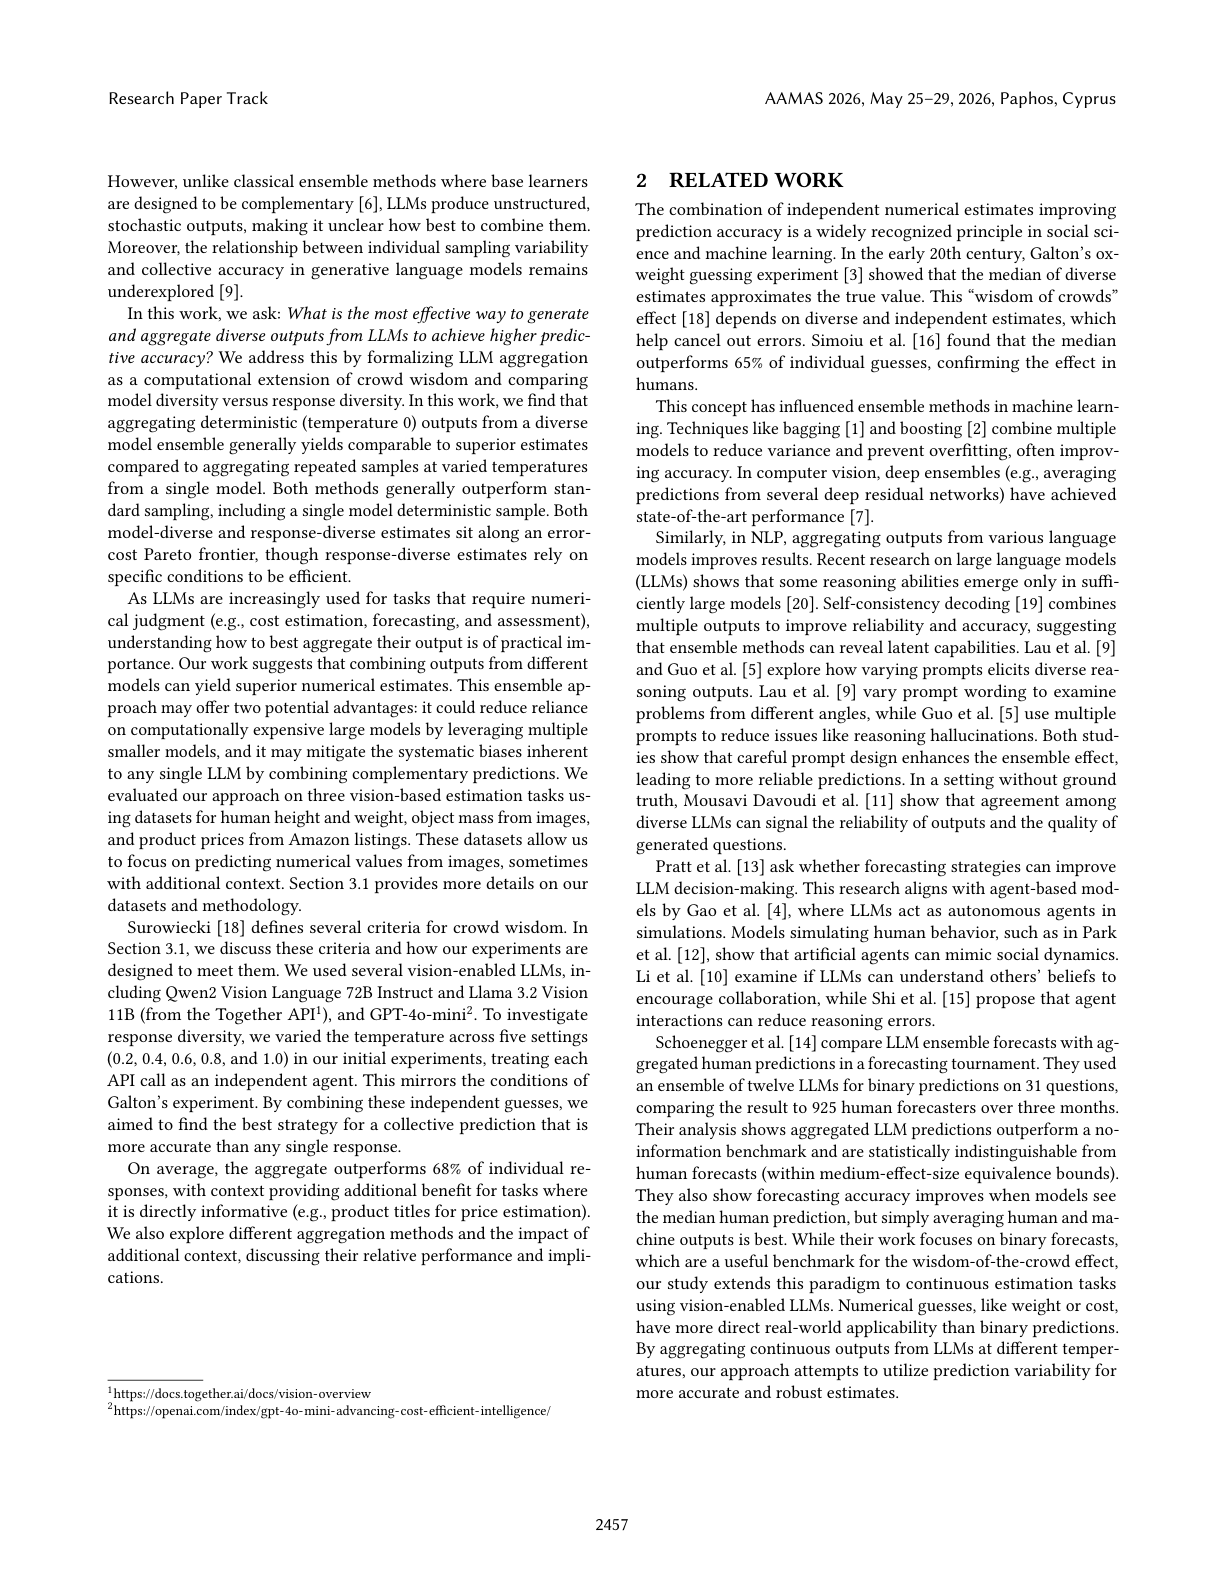 Research Paper Track
AAMAS 2026, May 25–29, 2026, Paphos, Cyprus
However, unlike classical ensemble methods where base learners
are designed to be complementary [6], LLMs produce unstructured,
stochastic outputs, making it unclear how best to combine them.
Moreover, the relationship between individual sampling variability
and collective accuracy in generative language models remains
underexplored [9].
In this work, we ask: What is the most effective way to generate
and aggregate diverse outputs from LLMs to achieve higher predic-
tive accuracy? We address this by formalizing LLM aggregation
as a computational extension of crowd wisdom and comparing
model diversity versus response diversity. In this work, we find that
aggregating deterministic (temperature 0) outputs from a diverse
model ensemble generally yields comparable to superior estimates
compared to aggregating repeated samples at varied temperatures
from a single model. Both methods generally outperform stan-
dard sampling, including a single model deterministic sample. Both
model-diverse and response-diverse estimates sit along an error-
cost Pareto frontier, though response-diverse estimates rely on
specific conditions to be efficient.
As LLMs are increasingly used for tasks that require numeri-
cal judgment (e.g., cost estimation, forecasting, and assessment),
understanding how to best aggregate their output is of practical im-
portance. Our work suggests that combining outputs from different
models can yield superior numerical estimates. This ensemble ap-
proach may offer two potential advantages: it could reduce reliance
on computationally expensive large models by leveraging multiple
smaller models, and it may mitigate the systematic biases inherent
to any single LLM by combining complementary predictions. We
evaluated our approach on three vision-based estimation tasks us-
ing datasets for human height and weight, object mass from images,
and product prices from Amazon listings. These datasets allow us
to focus on predicting numerical values from images, sometimes
with additional context. Section 3.1 provides more details on our
datasets and methodology.
Surowiecki [18] defines several criteria for crowd wisdom. In
Section 3.1, we discuss these criteria and how our experiments are
designed to meet them. We used several vision-enabled LLMs, in-
cluding Qwen2 Vision Language 72B Instruct and Llama 3.2 Vision
11B (from the Together API1), and GPT-4o-mini2. To investigate
response diversity, we varied the temperature across five settings
(0.2, 0.4, 0.6, 0.8, and 1.0) in our initial experiments, treating each
API call as an independent agent. This mirrors the conditions of
Galton's experiment. By combining these independent guesses, we
aimed to find the best strategy for a collective prediction that is
more accurate than any single response.
On average, the aggregate outperforms 68% of individual re-
sponses, with context providing additional benefit for tasks where
it is directly informative (e.g., product titles for price estimation).
We also explore different aggregation methods and the impact of
additional context, discussing their relative performance and impli-
cations.
1https://docs.together.ai/docs/vision-overview
2https://openai.com/index/gpt-4o-mini-advancing-cost-efficient-intelligence/
2 RELATED WORK
The combination of independent numerical estimates improving
prediction accuracy is a widely recognized principle in social sci-
ence and machine learning. In the early 20th century, Galton's ox-
weight guessing experiment [3] showed that the median of diverse
estimates approximates the true value. This “wisdom of crowds”
effect [18] depends on diverse and independent estimates, which
help cancel out errors. Simoiu et al. [16] found that the median
outperforms 65% of individual guesses, confirming the effect in
humans.
This concept has influenced ensemble methods in machine learn-
ing. Techniques like bagging [1] and boosting [2] combine multiple
models to reduce variance and prevent overfitting, often improv-
ing accuracy. In computer vision, deep ensembles (e.g., averaging
predictions from several deep residual networks) have achieved
state-of-the-art performance [7].
Similarly, in NLP, aggregating outputs from various language
models improves results. Recent research on large language models
(LLMs) shows that some reasoning abilities emerge only in suffi-
ciently large models [20]. Self-consistency decoding [19] combines
multiple outputs to improve reliability and accuracy, suggesting
that ensemble methods can reveal latent capabilities. Lau et al. [9]
and Guo et al. [5] explore how varying prompts elicits diverse rea-
soning outputs. Lau et al. [9] vary prompt wording to examine
problems from different angles, while Guo et al. [5] use multiple
prompts to reduce issues like reasoning hallucinations. Both stud-
ies show that careful prompt design enhances the ensemble effect,
leading to more reliable predictions. In a setting without ground
truth, Mousavi Davoudi et al. [11] show that agreement among
diverse LLMs can signal the reliability of outputs and the quality of
generated questions.
Pratt et al. [13] ask whether forecasting strategies can improve
LLM decision-making. This research aligns with agent-based mod-
els by Gao et al. [4], where LLMs act as autonomous agents in
simulations. Models simulating human behavior, such as in Park
et al. [12], show that artificial agents can mimic social dynamics.
Li et al. [10] examine if LLMs can understand others' beliefs to
encourage collaboration, while Shi et al. [15] propose that agent
interactions can reduce reasoning errors.
Schoenegger et al. [14] compare LLM ensemble forecasts with ag-
gregated human predictions in a forecasting tournament. They used
an ensemble of twelve LLMs for binary predictions on 31 questions,
comparing the result to 925 human forecasters over three months.
Their analysis shows aggregated LLM predictions outperform a no-
information benchmark and are statistically indistinguishable from
human forecasts (within medium-effect-size equivalence bounds).
They also show forecasting accuracy improves when models see
the median human prediction, but simply averaging human and ma-
chine outputs is best. While their work focuses on binary forecasts,
which are a useful benchmark for the wisdom-of-the-crowd effect,
our study extends this paradigm to continuous estimation tasks
using vision-enabled LLMs. Numerical guesses, like weight or cost,
have more direct real-world applicability than binary predictions.
By aggregating continuous outputs from LLMs at different temper-
atures, our approach attempts to utilize prediction variability for
more accurate and robust estimates.
2457